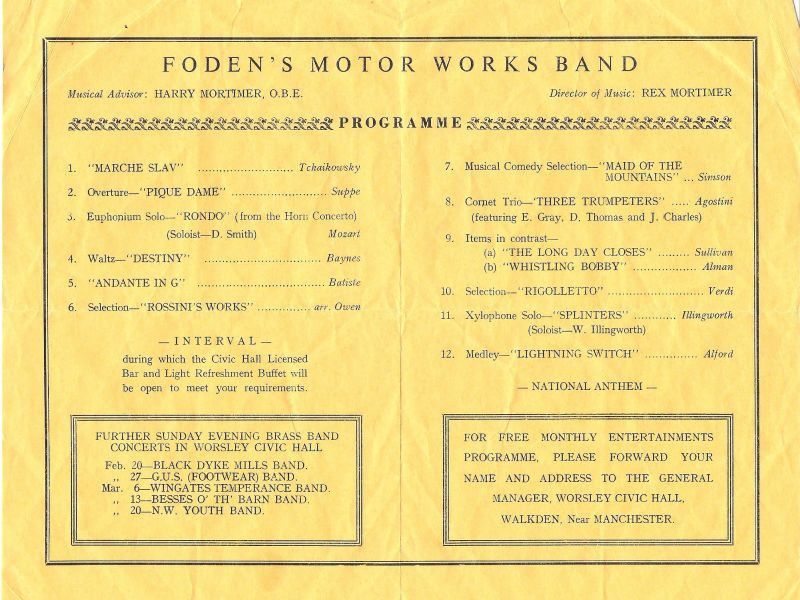 FODEN'S MOTOR WORKS BAND
Musical Advisor: HARRY MORTIMER, O.B.E.
Director of Music: REX MORTIMER
PROGRAMME
1. "MARCHE SLAV" ........................... Tchaikowsky
2. Overture—"PIQUE DAME" ........................... Suppe
3. Euphonium Solo—"RONDO" (from the Horn Concerto)
(Soloist—D. Smith) Mozart
4. Waltz—"DESTINY" ................................. Baynes
5. "ANDANTE IN G" .................................... Batiste
6. Selection—"ROSSINI'S WORKS" ............... arr. Owen
— INTERVAL —
during which the Civic Hall Licensed
Bar and Light Refreshment Buffet will
be open to meet your requirements.
FURTHER SUNDAY EVENING BRASS BAND
CONCERTS IN WORSLEY CIVIC HALL
Feb. 20—BLACK DYKE MILLS BAND.
,, 27—G.U.S. (FOOTWEAR) BAND.
Mar. 6—WINGATES TEMPERANCE BAND.
,, 13—BESSES O' TH' BARN BAND.
,, 20—N.W. YOUTH BAND.
7. Musical Comedy Selection—"MAID OF THE
MOUNTAINS" ... Simson
8. Cornet Trio—'THREE TRUMPETERS' ..... Agostini
(featuring E. Gray, D. Thomas and J. Charles)
9. Items in contrast—
(a) "THE LONG DAY CLOSES" ......... Sullivan
(b) "WHISTLING BOBBY" .................. Alman
10. Selection—"RIGOLLETTO" ........................... Verdi
11. Xylophone Solo—"SPLINTERS" ............ Illingworth
(Soloist—W. Illingworth)
12. Medley—"LIGHTNING SWITCH" ............... Alford
— NATIONAL ANTHEM —
FOR FREE MONTHLY ENTERTAINMENTS
PROGRAMME, PLEASE FORWARD YOUR
NAME AND ADDRESS TO THE GENERAL
MANAGER, WORSLEY CIVIC HALL,
WALKDEN, Near MANCHESTER.